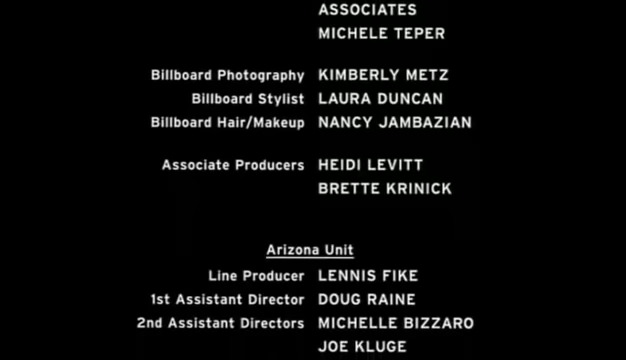 ASSOCIATES
MICHELE TEPER
Billboard Photography KIMBERLY METZ
Billboard Stylist LAURA DUNCAN
Billboard Hair/Makeup NANCY JAMBAZIAN
Associate Producers HEIDI LEVITT
BRETTE KRINICK
Arizona Unit
Line Producer LENNIS FIKE
1st Assistant Director DOUG RAINE
2nd Assistant Directors MICHELLE BIZZARO
JOE KLUGE